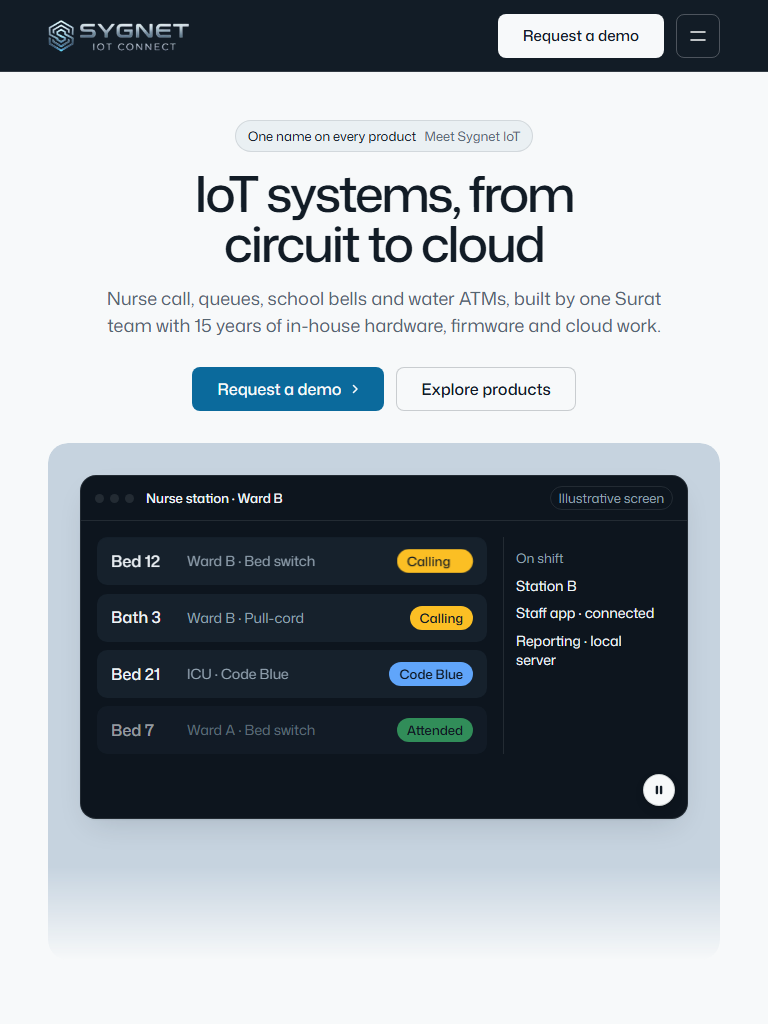 SYGNET
IOT CONNECT
Request a demo
One name on every product Meet Sygnet IoT
IoT systems, from
circuit to cloud
Nurse call, queues, school bells and water ATMs, built by one Surat
team with 15 years of in-house hardware, firmware and cloud work.
Request a demo
Explore products
Nurse station · Ward B
Illustrative screen
Bed 12 Ward B · Bed switch Calling
Bath 3 Ward B · Pull-cord Calling
Bed 21 ICU · Code Blue Code Blue
Bed 7 Ward A · Bed switch Attended
On shift
Station B
Staff app · connected
Reporting · local
server